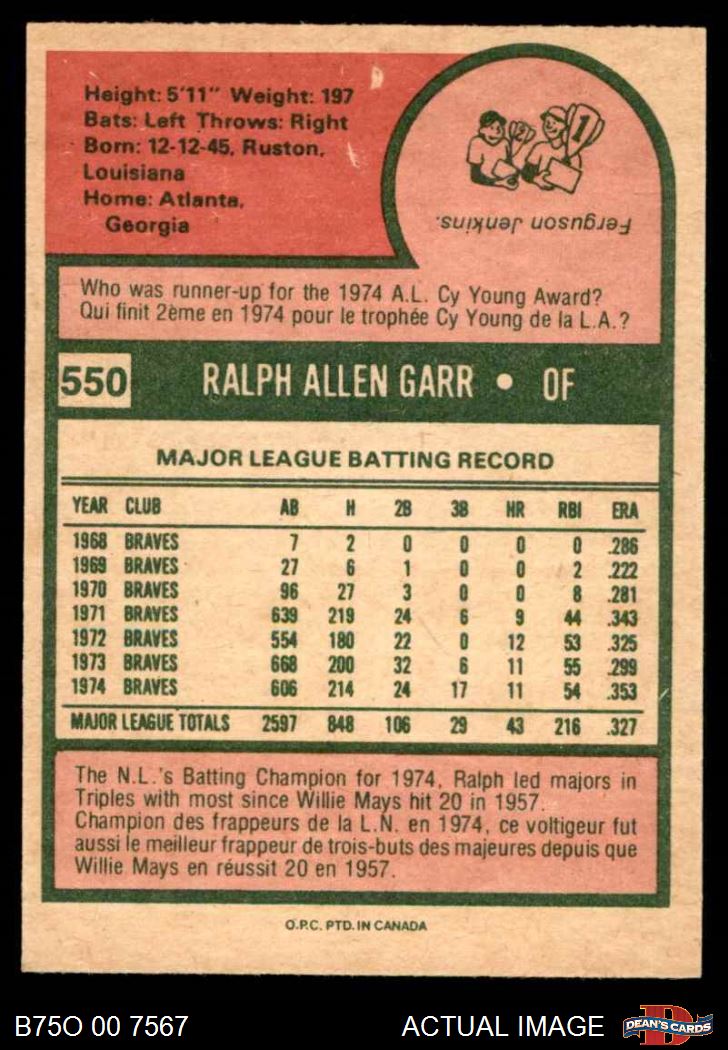 Height: 5'11" Weight: 197
Bats: Left Throws: Right
Born: 12-12-45, Ruston,
Louisiana
Home: Atlanta,
Georgia
1
2
Ferguson Jenkins.
Who was runner-up for the 1974 A.L. Cy Young Award?
Qui finit 2ème en 1974 pour le trophée Cy Young de la L.A.?
550 RALPH ALLEN GARR • OF
MAJOR LEAGUE BATTING RECORD
YEAR CLUB AB H 2B 3B HR RBI ERA
1968 BRAVES 7 2 0 0 0 0 .286
1969 BRAVES 27 6 1 0 0 2 .222
1970 BRAVES 96 27 3 0 0 8 .281
1971 BRAVES 639 219 24 6 9 44 .343
1972 BRAVES 554 180 22 0 12 53 .325
1973 BRAVES 668 200 32 6 11 55 .299
1974 BRAVES 606 214 24 17 11 54 .353
MAJOR LEAGUE TOTALS 2597 848 106 29 43 216 .327
The N.L.'s Batting Champion for 1974, Ralph led majors in
Triples with most since Willie Mays hit 20 in 1957.
Champion des frappeurs de la L.N. en 1974, ce voltigeur fut
aussi le meilleur frappeur de trois-buts des majeures depuis que
Willie Mays en réussit 20 en 1957.
O.P.C. PTD. IN CANADA
B75O 00 7567 ACTUAL IMAGE DEAN'S CARDS